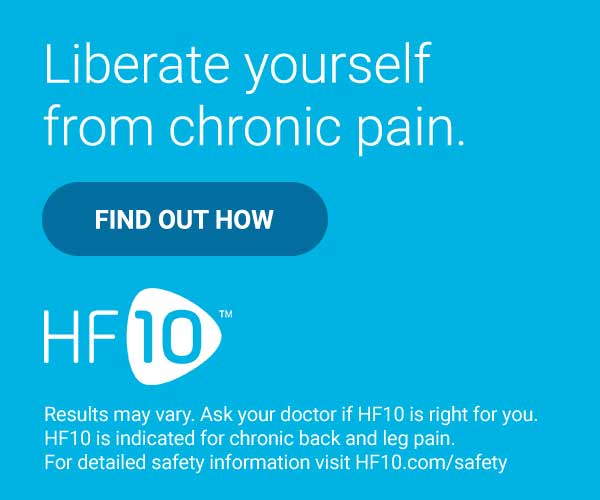 Liberate yourself
from chronic pain.
FIND OUT HOW
HF10™
Results may vary. Ask your doctor if HF10 is right for you.
HF10 is indicated for chronic back and leg pain.
For detailed safety information visit HF10.com/safety